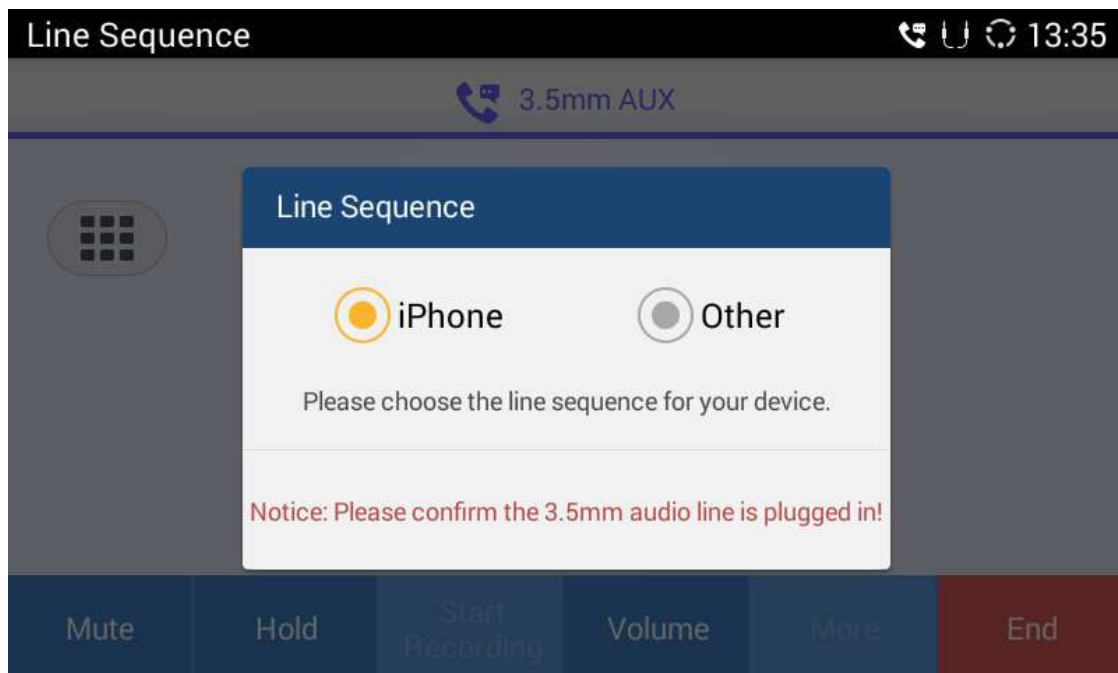 Line Sequence
13:35
3.5mm AUX
Line Sequence
iPhone
Other
Please choose the line sequence for your device.
Notice: Please confirm the 3.5mm audio line is plugged in!
Mute
Hold
Start
Recording
Volume
More
End